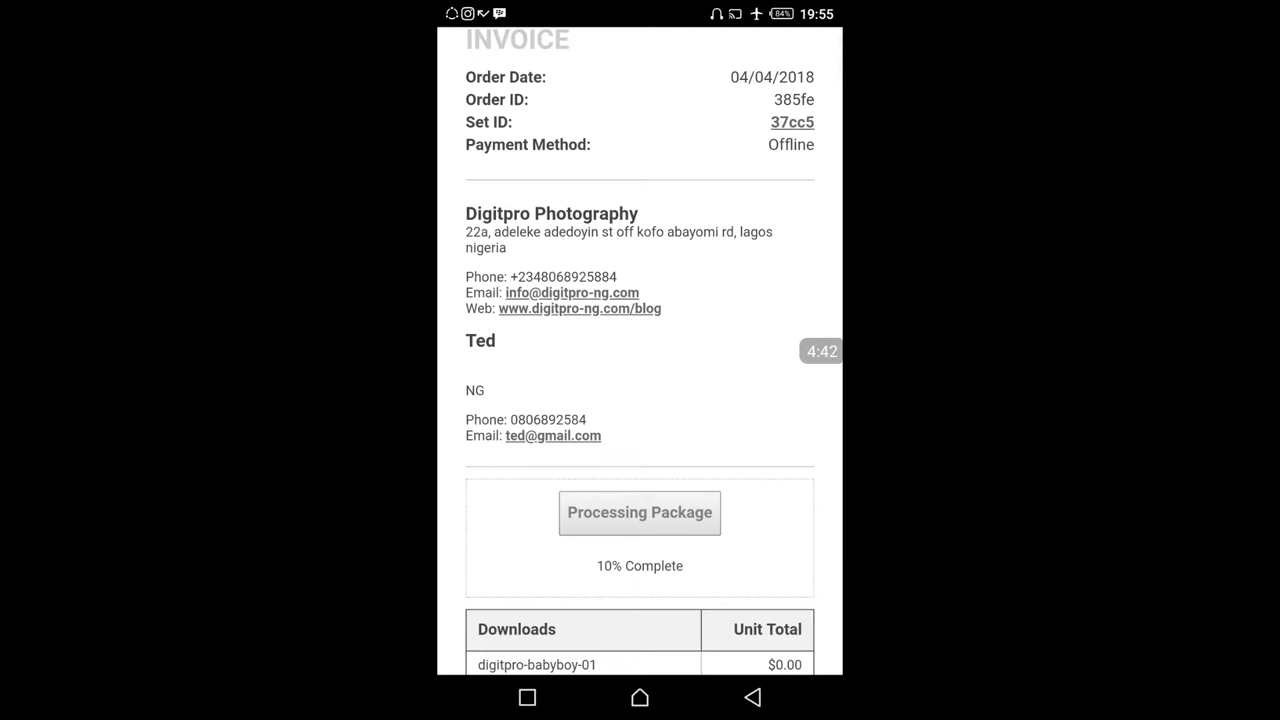 84% 19:55
INVOICE
Order Date: 04/04/2018
Order ID: 385fe
Set ID: 37cc5
Payment Method: Offline
Digitpro Photography
22a, adeleke adedoyin st off kofo abayomi rd, lagos
nigeria
Phone: +2348068925884
Email: info@digitpro-ng.com
Web: www.digitpro-ng.com/blog
Ted
4:42
NG
Phone: 0806892584
Email: ted@gmail.com
Processing Package
10% Complete
Downloads Unit Total
digitpro-babyboy-01 $0.00